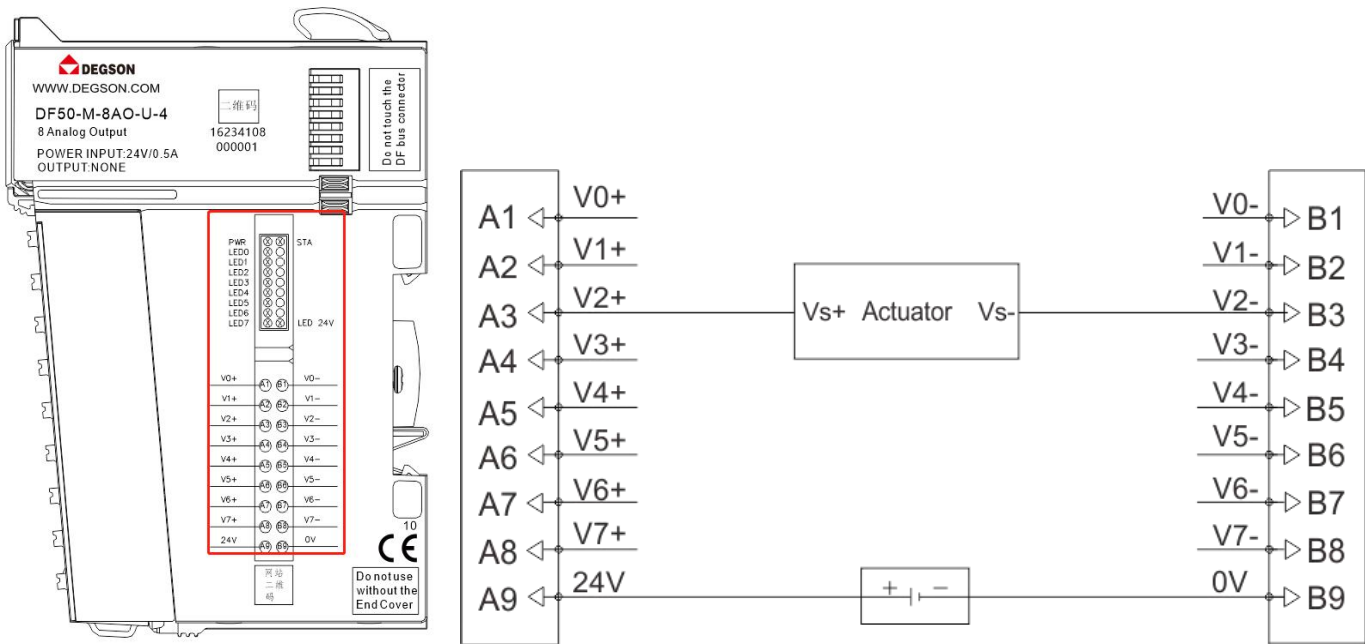 DEGSON
WWW.DEGSON.COM
DF50-M-8AO-U-4
8 Analog Output
POWER INPUT:24V/0.5A
OUTPUT:NONE
二维码
16234108
000001
Do not touch the
DF bus connector
PWR STA
LED0
LED1
LED2
LED3
LED4
LED5
LED6
LED7 LED 24V
V0+ A1 B1 V0-
V1+ A2 B2 V1-
V2+ A3 B3 V2-
V3+ A4 B4 V3-
V4+ A5 B5 V4-
V5+ A6 B6 V5-
V6+ A7 B7 V6-
V7+ A8 B8 V7-
24V A9 B9 0V
10
CE
网站
二维
码
Do not use
without the
End Cover
A1 V0+ V0- B1
A2 V1+ V1- B2
A3 V2+ Vs+ Actuator Vs- V2- B3
A4 V3+ V3- B4
A5 V4+ V4- B5
A6 V5+ V5- B6
A7 V6+ V6- B7
A8 V7+ V7- B8
A9 24V + - 0V B9